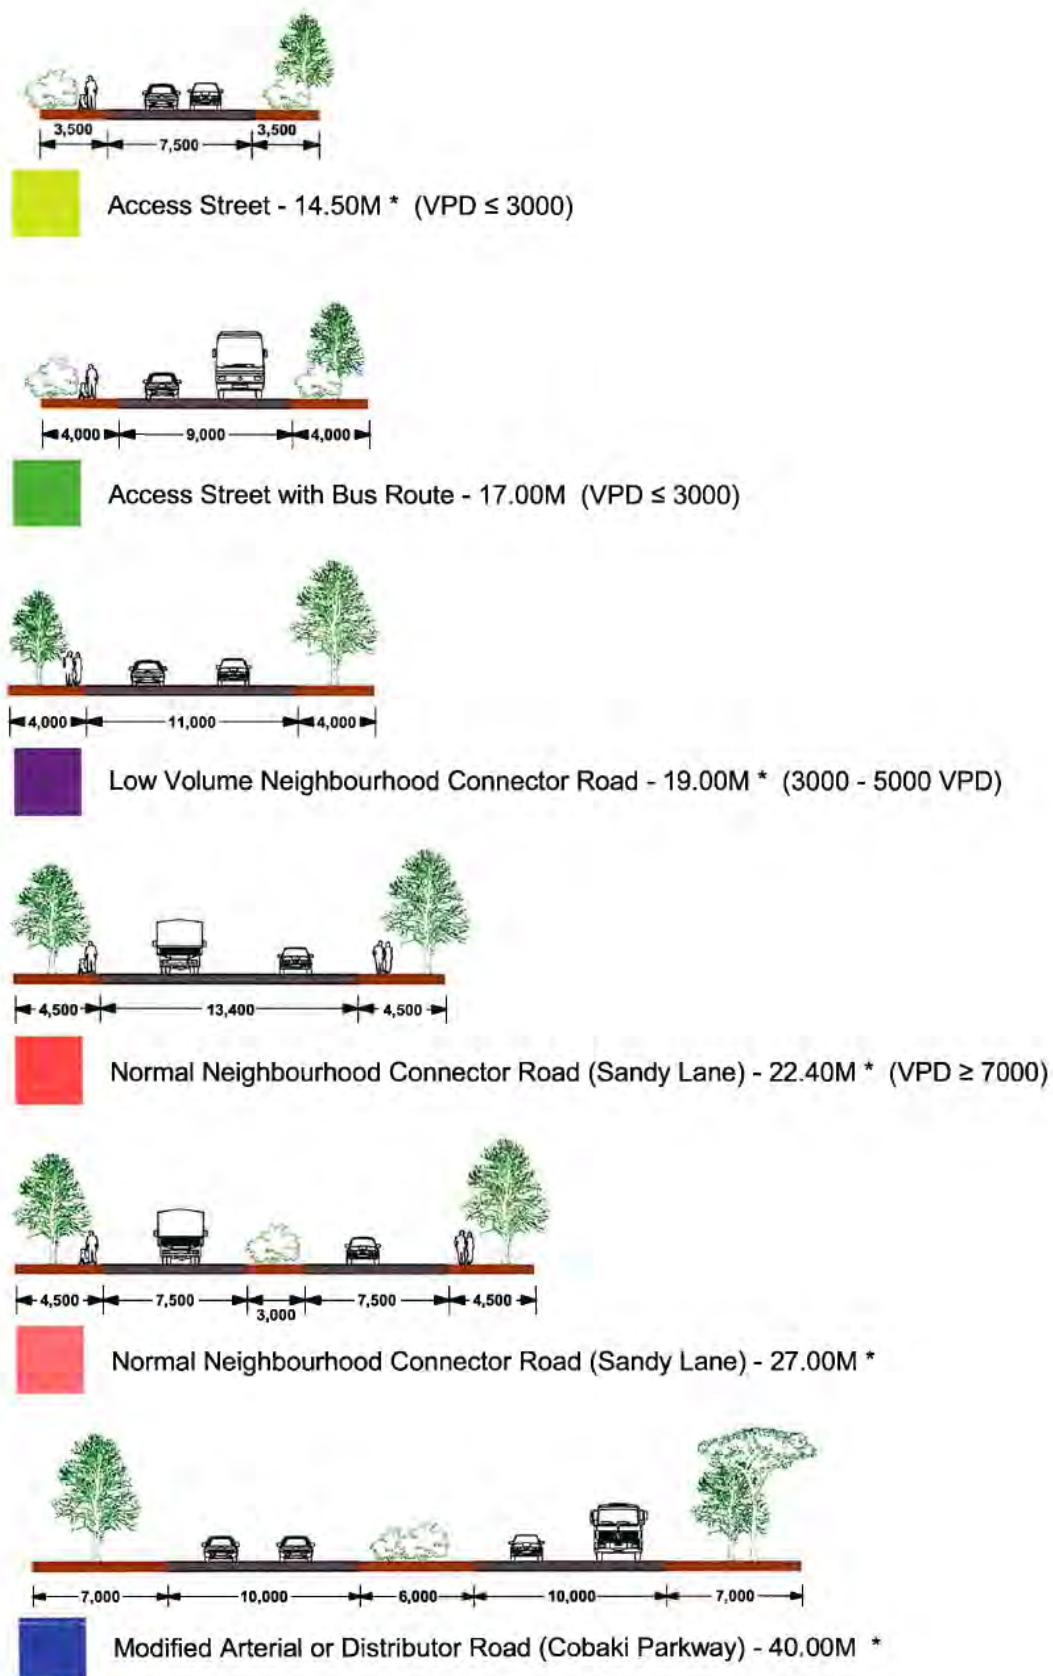 3,500 7,500 3,500
Access Street - 14.50M * (VPD ≤ 3000)
4,000 9,000 4,000
Access Street with Bus Route - 17.00M (VPD ≤ 3000)
4,000 11,000 4,000
Low Volume Neighbourhood Connector Road - 19.00M * (3000 - 5000 VPD)
4,500 13,400 4,500
Normal Neighbourhood Connector Road (Sandy Lane) - 22.40M * (VPD ≥ 7000)
4,500 7,500 3,000 7,500 4,500
Normal Neighbourhood Connector Road (Sandy Lane) - 27.00M *
7,000 10,000 6,000 10,000 7,000
Modified Arterial or Distributor Road (Cobaki Parkway) - 40.00M *